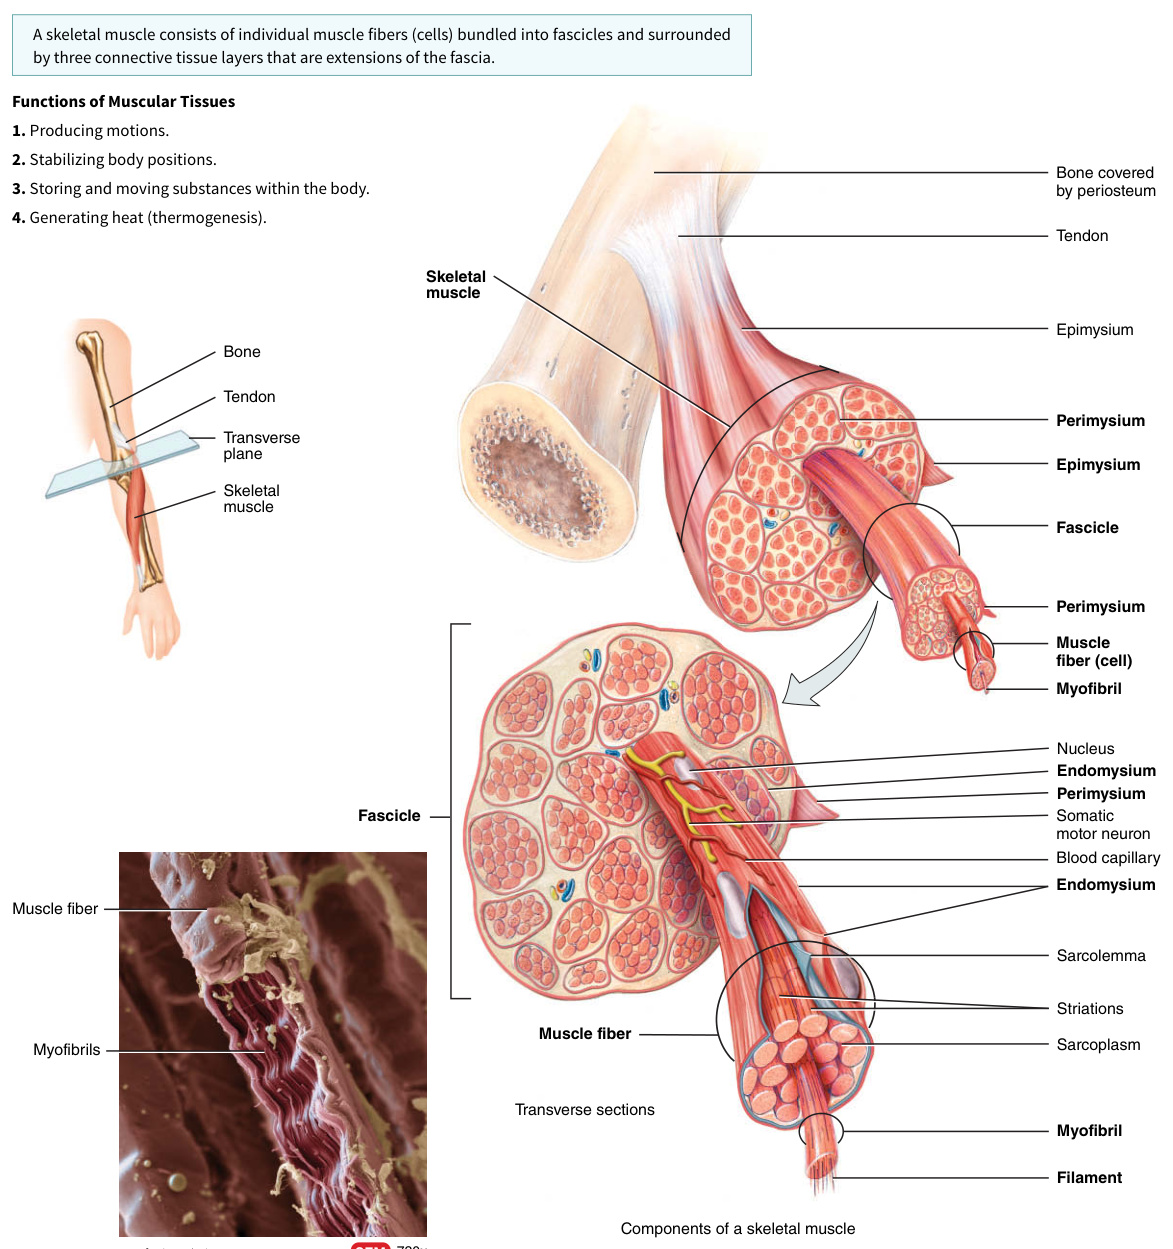 A skeletal muscle consists of individual muscle fibers (cells) bundled into fascicles and surrounded
by three connective tissue layers that are extensions of the fascia.
Functions of Muscular Tissues
1. Producing motions.
2. Stabilizing body positions.
3. Storing and moving substances within the body.
4. Generating heat (thermogenesis).
Bone covered
by periosteum
Tendon
Skeletal
muscle
Epimysium
Bone
Tendon
Transverse
plane
Skeletal
muscle
Perimysium
Epimysium
Fascicle
Perimysium
Muscle
fiber (cell)
Myofibril
Nucleus
Endomysium
Perimysium
Somatic
motor neuron
Blood capillary
Endomysium
Fascicle
Muscle fiber
Myofibrils
Sarcolemma
Striations
Muscle fiber
Sarcoplasm
Transverse sections
Myofibril
Filament
Components of a skeletal muscle